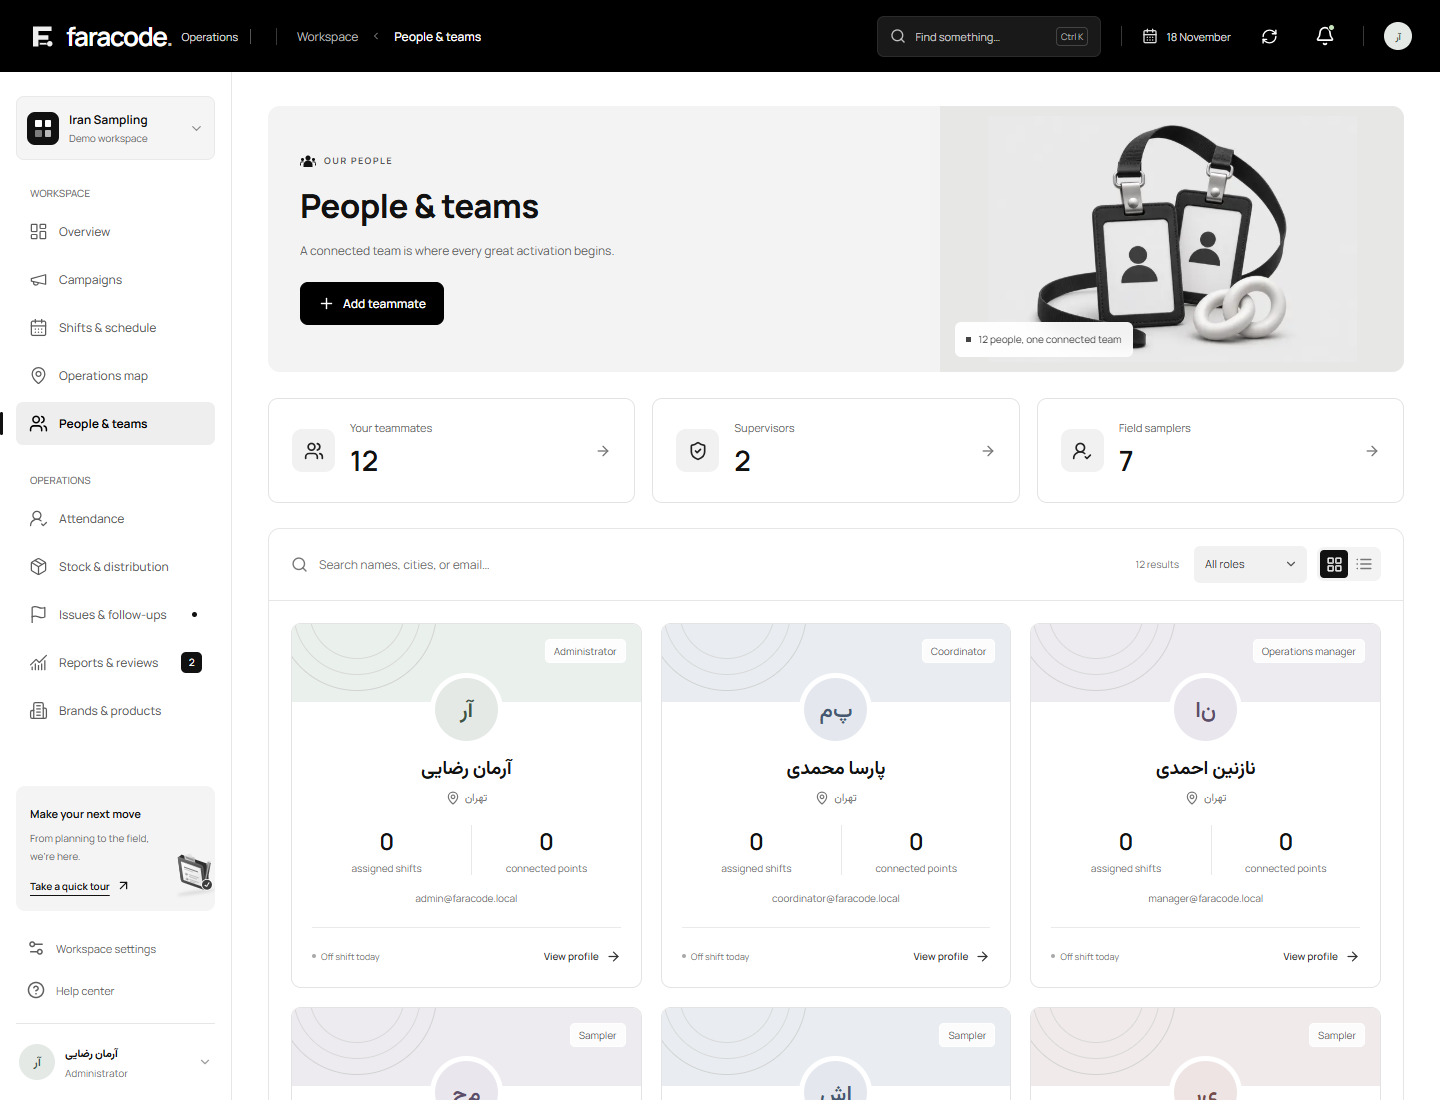 faracode. Operations
Workspace
People & teams
Find something...
Ctrl K
18 November
آر
Iran Sampling
Demo workspace
WORKSPACE
Overview
Campaigns
Shifts & schedule
Operations map
People & teams
OPERATIONS
Attendance
Stock & distribution
Issues & follow-ups
Reports & reviews
2
Brands & products
Make your next move
From planning to the field,
we're here.
Take a quick tour
Workspace settings
Help center
آر
آرمان رضایی
Administrator
OUR PEOPLE
People & teams
A connected team is where every great activation begins.
Add teammate
12 people, one connected team
Your teammates
12
Supervisors
2
Field samplers
7
Search names, cities, or email...
12 results
All roles
Administrator
آر
آرمان رضایی
تهران
0
assigned shifts
0
connected points
admin@faracode.local
Off shift today
View profile
Coordinator
پ‌م
پارسا محمدی
تهران
0
assigned shifts
0
connected points
coordinator@faracode.local
Off shift today
View profile
Operations manager
نا
نازنین احمدی
تهران
0
assigned shifts
0
connected points
manager@faracode.local
Off shift today
View profile
Sampler
Sampler
Sampler